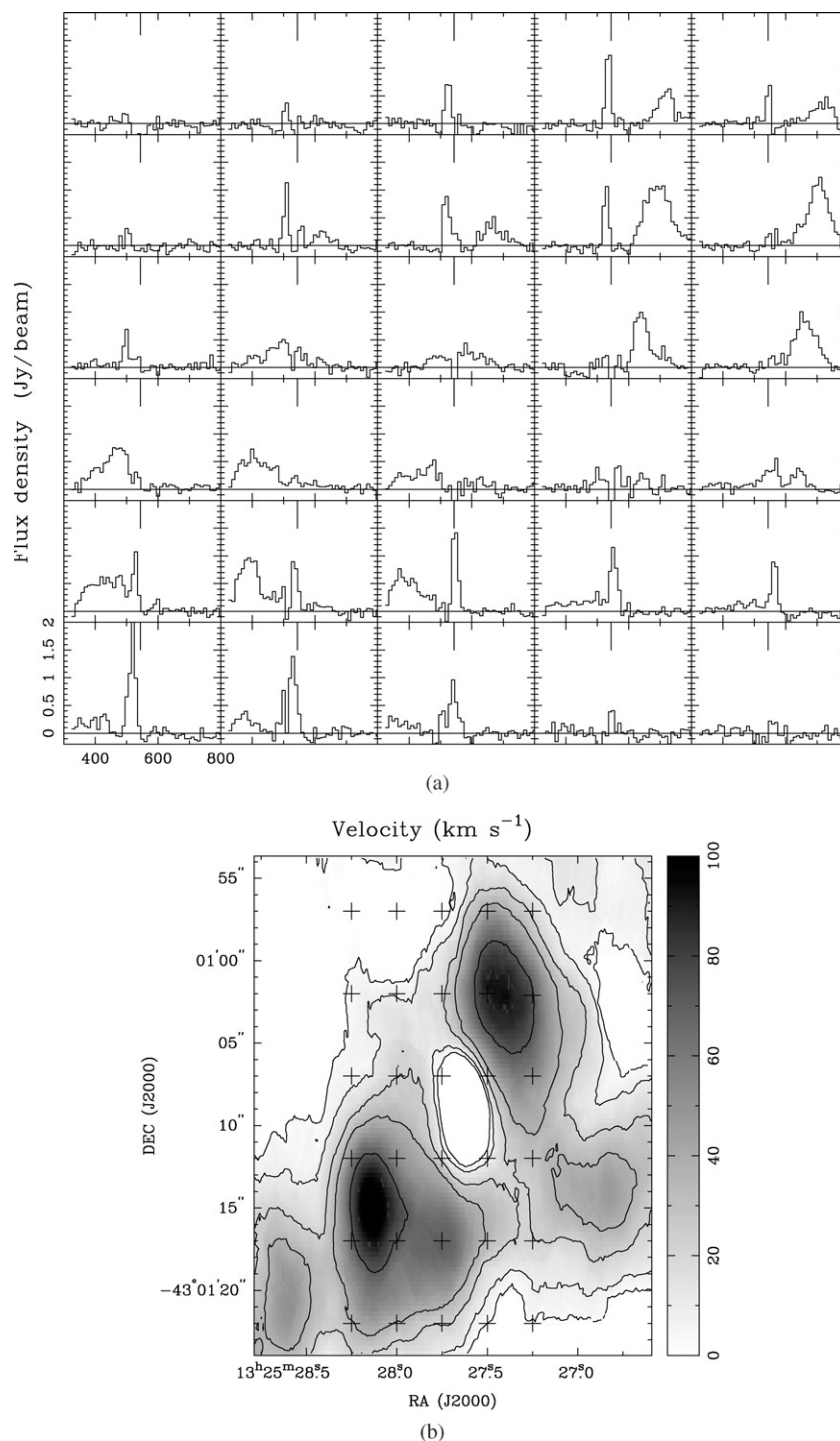 Flux density (Jy/beam)
2
1.5
1
0.5
0
400 600 800
(a)
Velocity (km s⁻¹)
55"
01'00"
05"
10"
15"
−43°01'20"
DEC (J2000)
100
80
60
40
20
0
13ʰ25ᵐ28ˢ.5 28ˢ.0 27ˢ.5 27ˢ.0
RA (J2000)
(b)